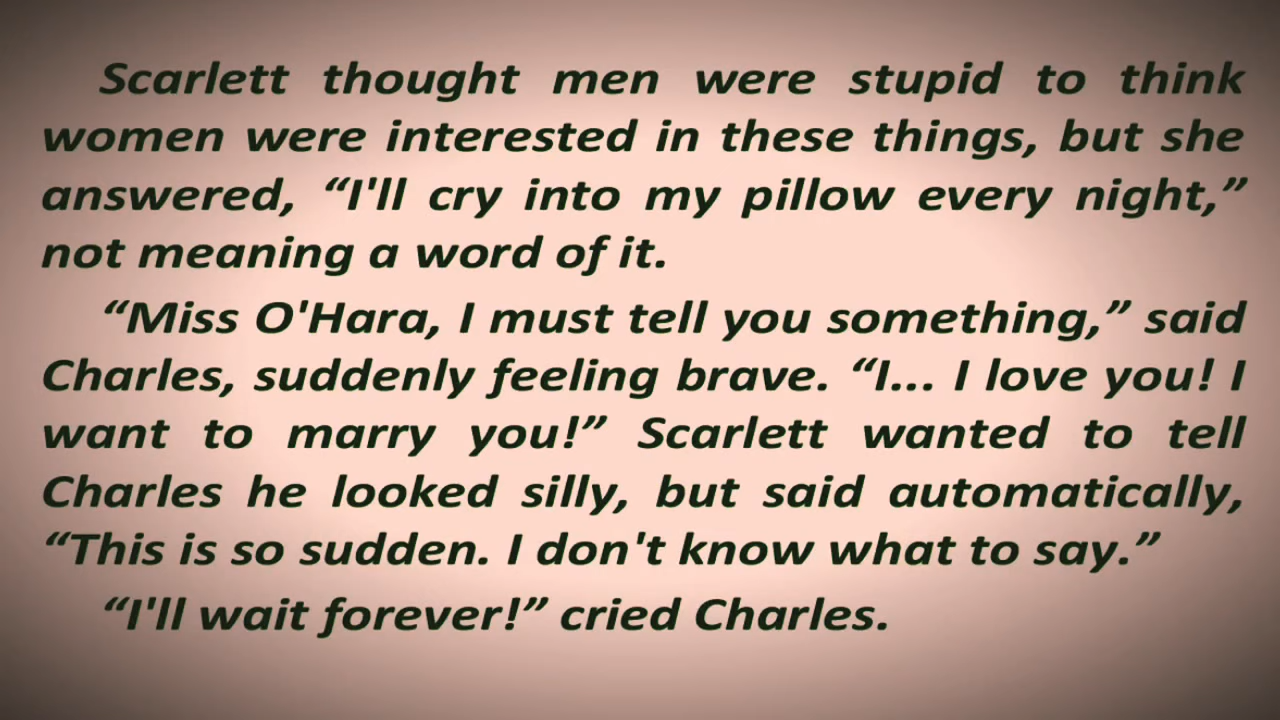 Scarlett thought men were stupid to think
women were interested in these things, but she
answered, “I'll cry into my pillow every night,”
not meaning a word of it.
“Miss O'Hara, I must tell you something,” said
Charles, suddenly feeling brave. “I... I love you! I
want to marry you!” Scarlett wanted to tell
Charles he looked silly, but said automatically,
“This is so sudden. I don't know what to say.”
“I'll wait forever!” cried Charles.